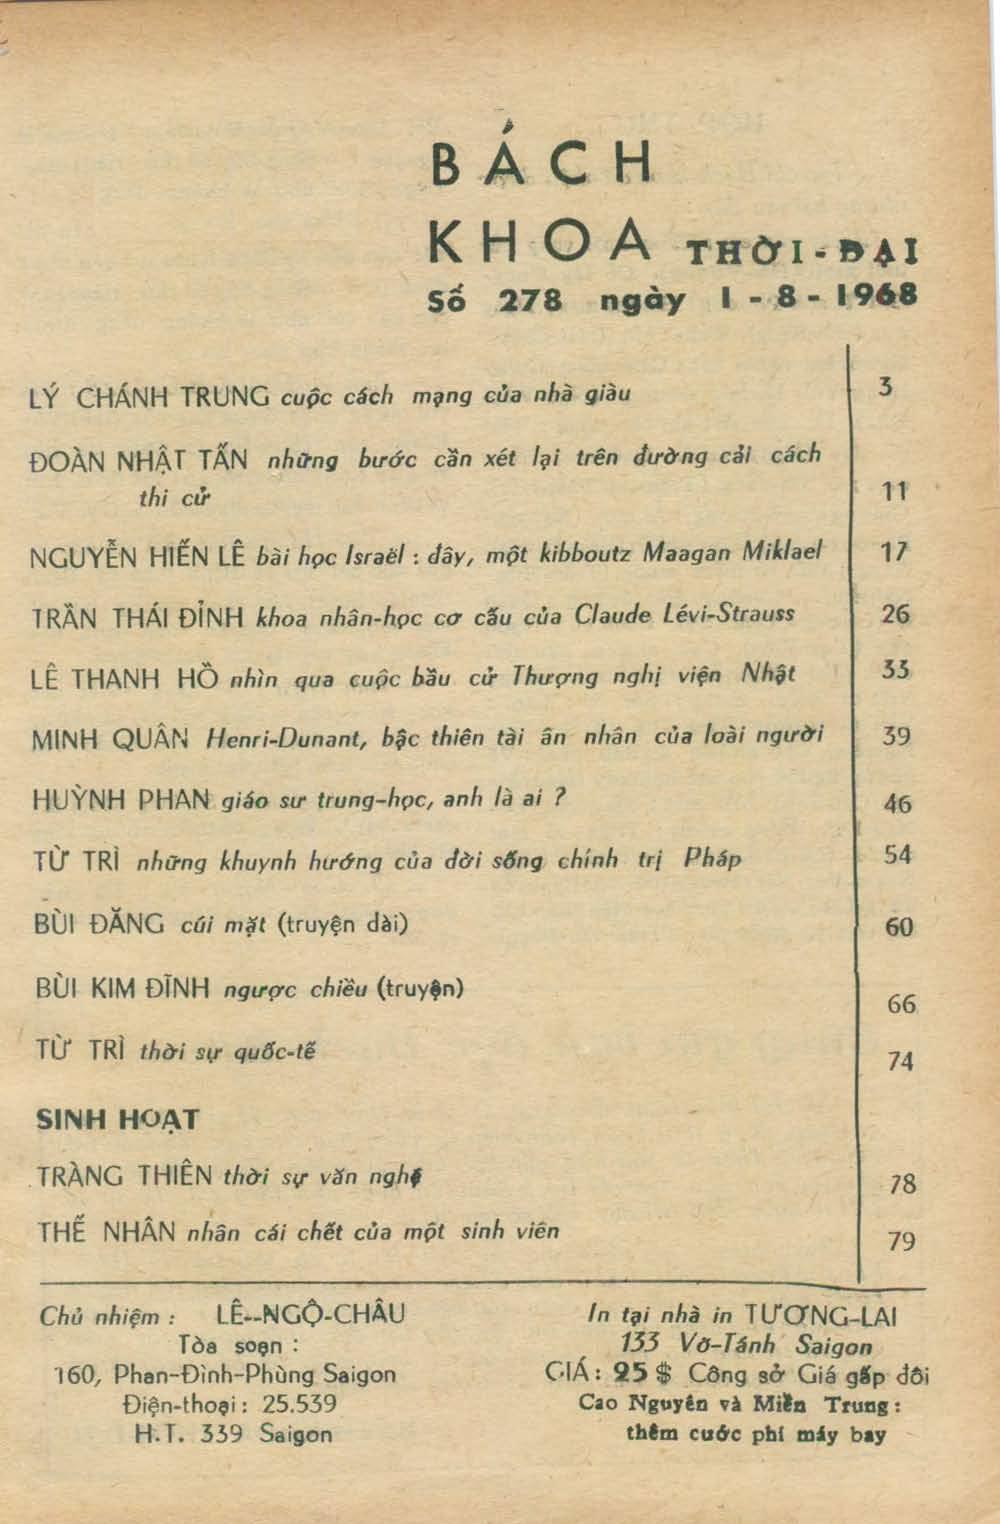 BÁCH
KHOA THỜI-ĐẠI
Số 278 ngày 1-8-1968
LÝ CHÁNH TRUNG cuộc cách mạng của nhà giàu 3
ĐOÀN NHẬT TẤN những bước cần xét lại trên đường cải cách
thi cử 11
NGUYỄN HIẾN LÊ bài học Israël : đây, một kibboutz Maagan Miklael 17
TRẦN THÁI ĐỈNH khoa nhân-học cơ cấu của Claude Lévi-Strauss 26
LÊ THANH HỒ nhìn qua cuộc bầu cử Thượng nghị viện Nhật 33
MINH QUÂN Henri-Dunant, bậc thiên tài ân nhân của loài người 39
HUỲNH PHAN giáo sư trung-học, anh là ai ? 46
TỪ TRÌ những khuynh hướng của đời sống chính trị Pháp 54
BÙI ĐĂNG cúi mặt (truyện dài) 60
BÙI KIM ĐĨNH ngược chiều (truyện) 66
TỪ TRÌ thời sự quốc-tế 74
SINH HOẠT
TRÀNG THIÊN thời sự văn nghệ 78
THẾ NHÂN nhân cái chết của một sinh viên 79
Chủ nhiệm : LÊ--NGỘ-CHÂU
Tòa soạn :
160, Phan-Đình-Phùng Saigon
Điện-thoại : 25.539
H.T. 339 Saigon
In tại nhà in TƯƠNG-LAI
133 Võ-Tánh Saigon
GIÁ : 25 $ Công sở Giá gấp đôi
Cao Nguyên và Miền Trung :
thêm cước phí máy bay